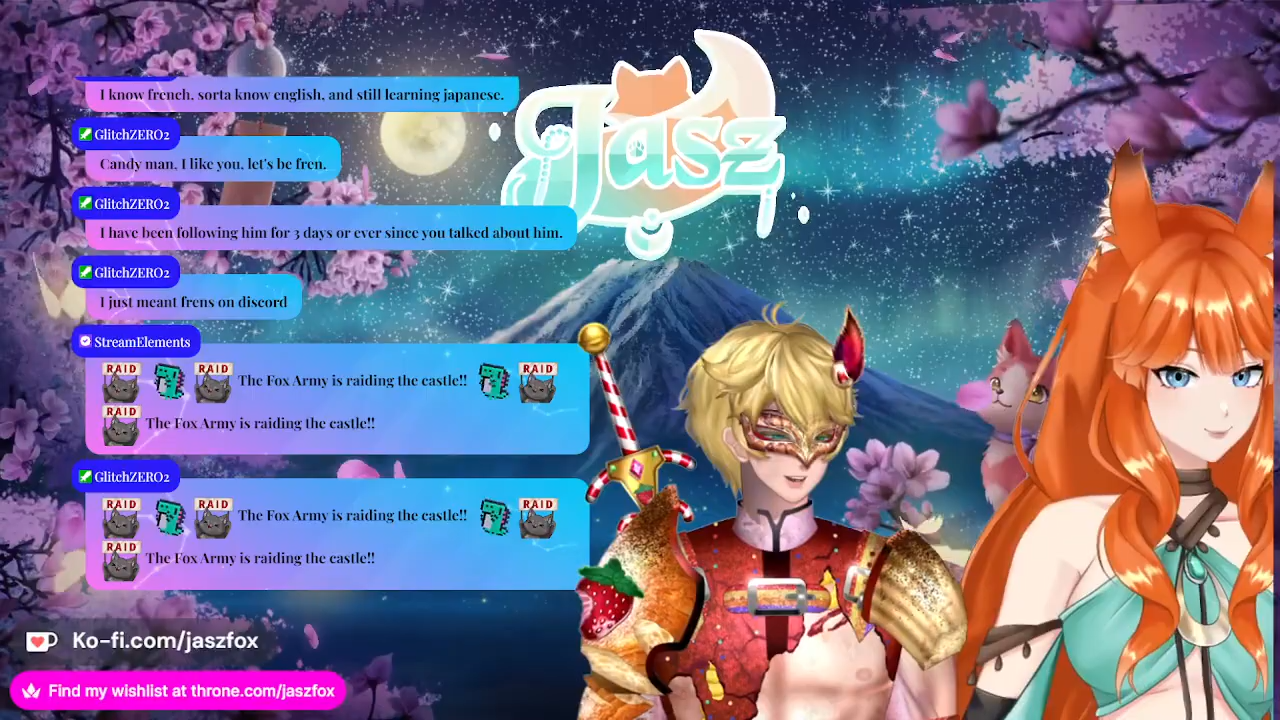 I know french, sorta know english, and still learning japanese.
GlitchZERO2
Candy man, I like you, let's be fren.
GlitchZERO2
I have been following him for 3 days or ever since you talked about him.
GlitchZERO2
I just meant frens on discord
StreamElements
RAID RAID The Fox Army is raiding the castle!! RAID
RAID The Fox Army is raiding the castle!!
GlitchZERO2
RAID RAID The Fox Army is raiding the castle!! RAID
RAID The Fox Army is raiding the castle!!
Ko-fi.com/jaszfox
Find my wishlist at throne.com/jaszfox
Jasz